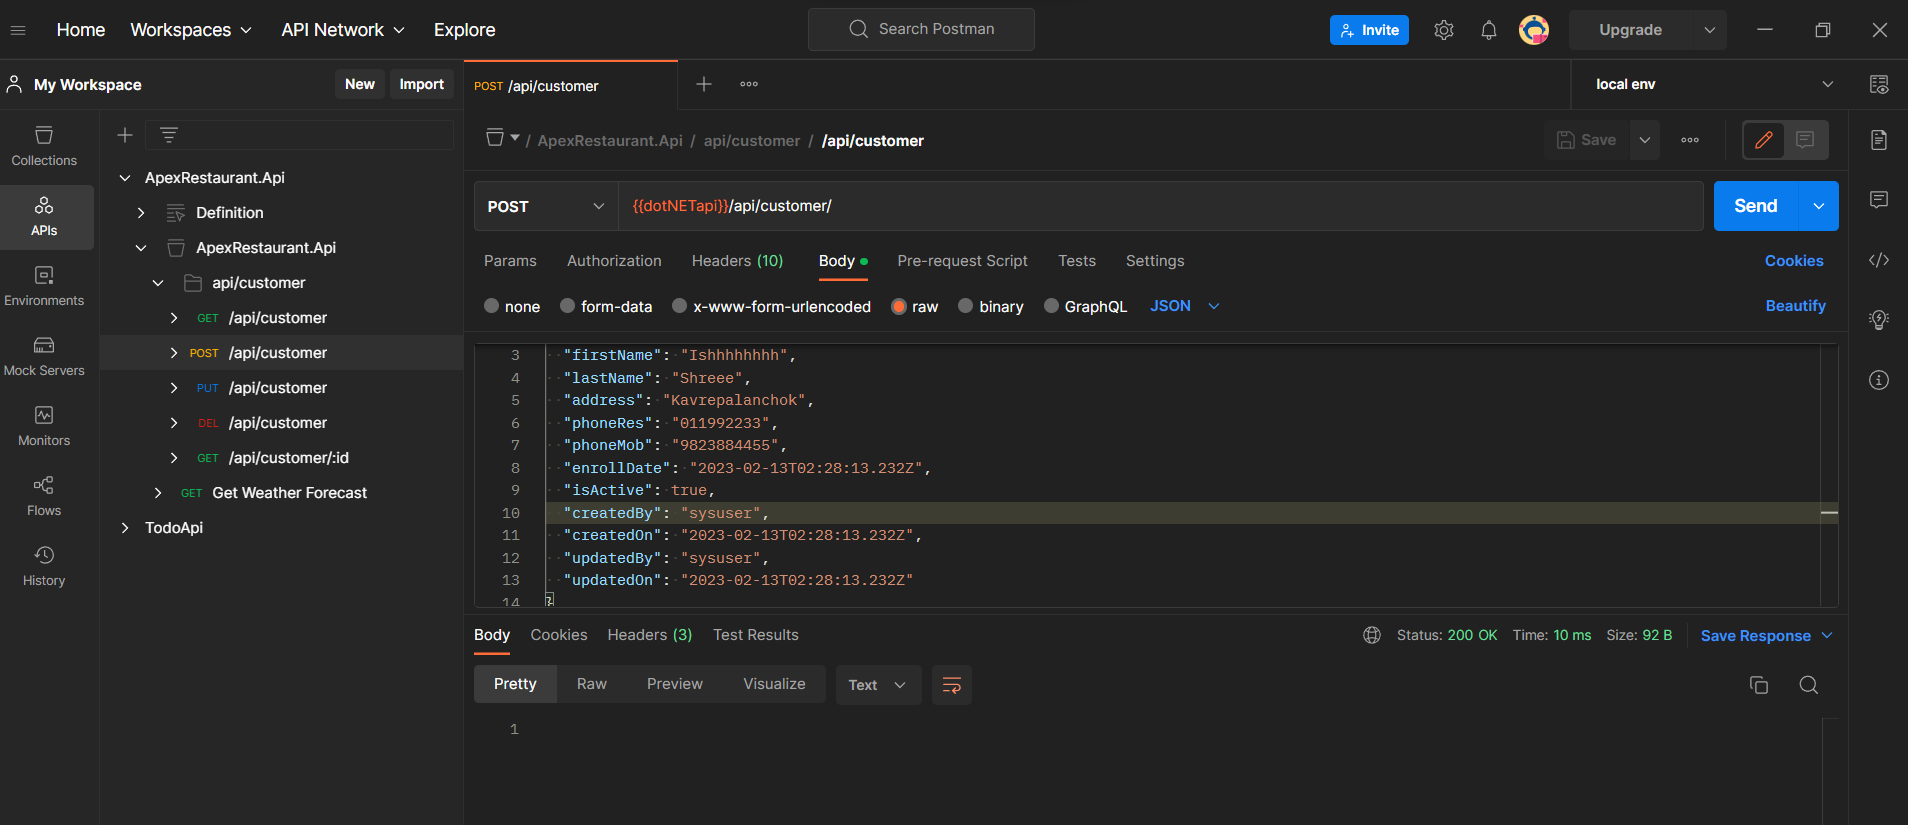 Home Workspaces API Network Explore Search Postman Invite Upgrade
My Workspace New Import POST /api/customer local env
Collections
APIs
Environments
Mock Servers
Monitors
Flows
History
ApexRestaurant.Api
Definition
ApexRestaurant.Api
api/customer
GET /api/customer
POST /api/customer
PUT /api/customer
DEL /api/customer
GET /api/customer/:id
GET Get Weather Forecast
TodoApi
/ ApexRestaurant.Api / api/customer / /api/customer Save
POST {{dotNETapi}}/api/customer/ Send
Params Authorization Headers (10) Body Pre-request Script Tests Settings Cookies
none form-data x-www-form-urlencoded raw binary GraphQL JSON Beautify
3 "firstName": "Ishhhhhhhh",
4 "lastName": "Shreee",
5 "address": "Kavrepalanchok",
6 "phoneRes": "011992233",
7 "phoneMob": "9823884455",
8 "enrollDate": "2023-02-13T02:28:13.232Z",
9 "isActive": true,
10 "createdBy": "sysuser",
11 "createdOn": "2023-02-13T02:28:13.232Z",
12 "updatedBy": "sysuser",
13 "updatedOn": "2023-02-13T02:28:13.232Z"
14 }
Body Cookies Headers (3) Test Results Status: 200 OK Time: 10 ms Size: 92 B Save Response
Pretty Raw Preview Visualize Text
1